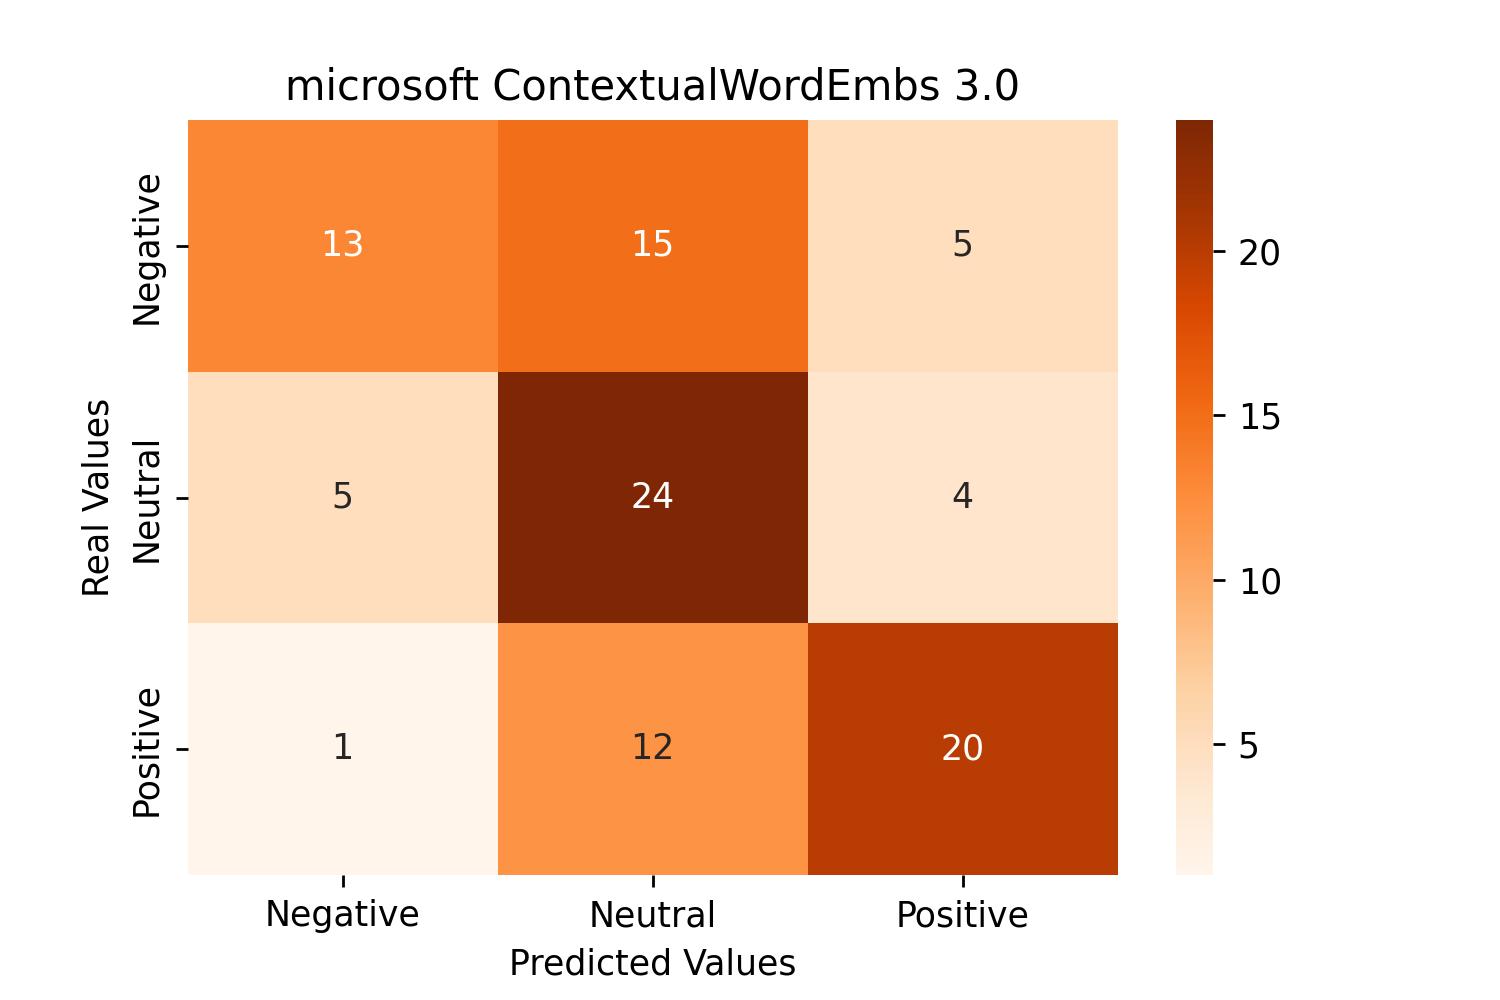 microsoft ContextualWordEmbs 3.0
Real Values
Negative
13 15 5
Neutral
5 24 4
Positive
1 12 20
Negative Neutral Positive
Predicted Values
20
15
10
5